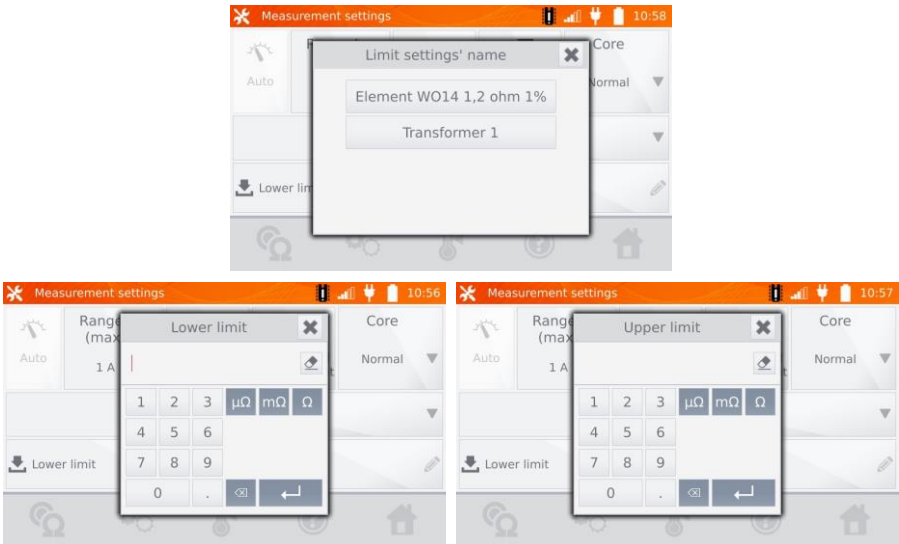 Measurement settings 10:58
Limit settings' name
Core
Auto
Element WO14 1,2 ohm 1%
Normal
Transformer 1
Lower lim
Measurement settings 10:56
Range
(max
Lower limit
Core
Auto
1 A
Normal
1 2 3 μΩ mΩ Ω
4 5 6
Lower limit
7 8 9
0 .
Measurement settings 10:57
Range
(max
Upper limit
Core
Auto
1 A
Normal
1 2 3 μΩ mΩ Ω
4 5 6
Lower limit
7 8 9
0 .